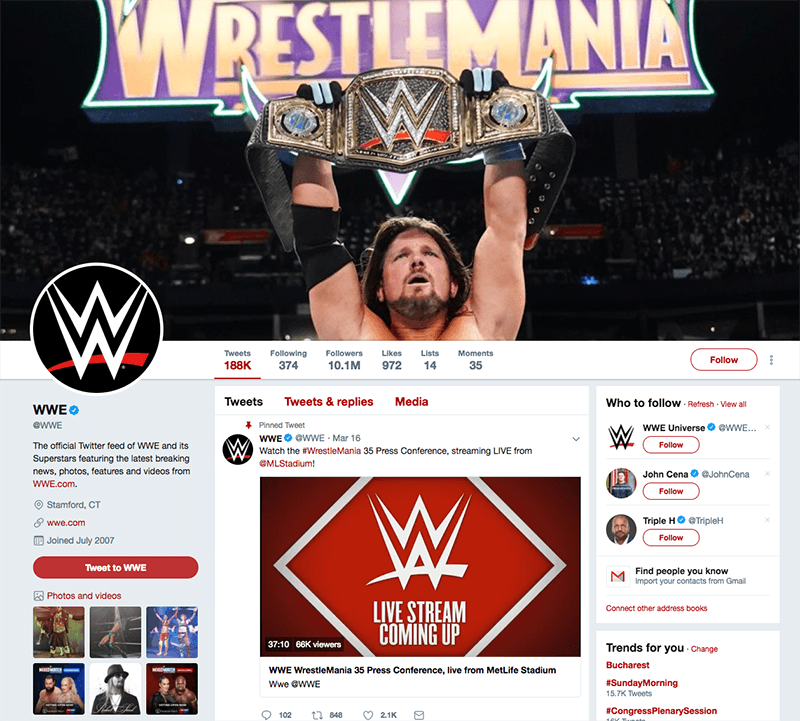 WRESTLEMANIA
Tweets
188K
Following
374
Followers
10.1M
Likes
972
Lists
14
Moments
35
Follow
WWE
@WWE
The official Twitter feed of WWE and its
Superstars featuring the latest breaking
news, photos, features and videos from
WWE.com.
Stamford, CT
wwe.com
Joined July 2007
Tweet to WWE
Photos and videos
Tweets Tweets & replies Media
Pinned Tweet
WWE @WWE · Mar 16
Watch the #WrestleMania 35 Press Conference, streaming LIVE from
@MLStadium!
LIVE STREAM
COMING UP
37:10 66K viewers
WWE WrestleMania 35 Press Conference, live from MetLife Stadium
Wwe @WWE
102 848 2.1K
Who to follow · Refresh · View all
WWE Universe @WWE...
Follow
John Cena @JohnCena
Follow
Triple H @TripleH
Follow
Find people you know
Import your contacts from Gmail
Connect other address books
Trends for you · Change
Bucharest
#SundayMorning
15.7K Tweets
#CongressPlenarySession